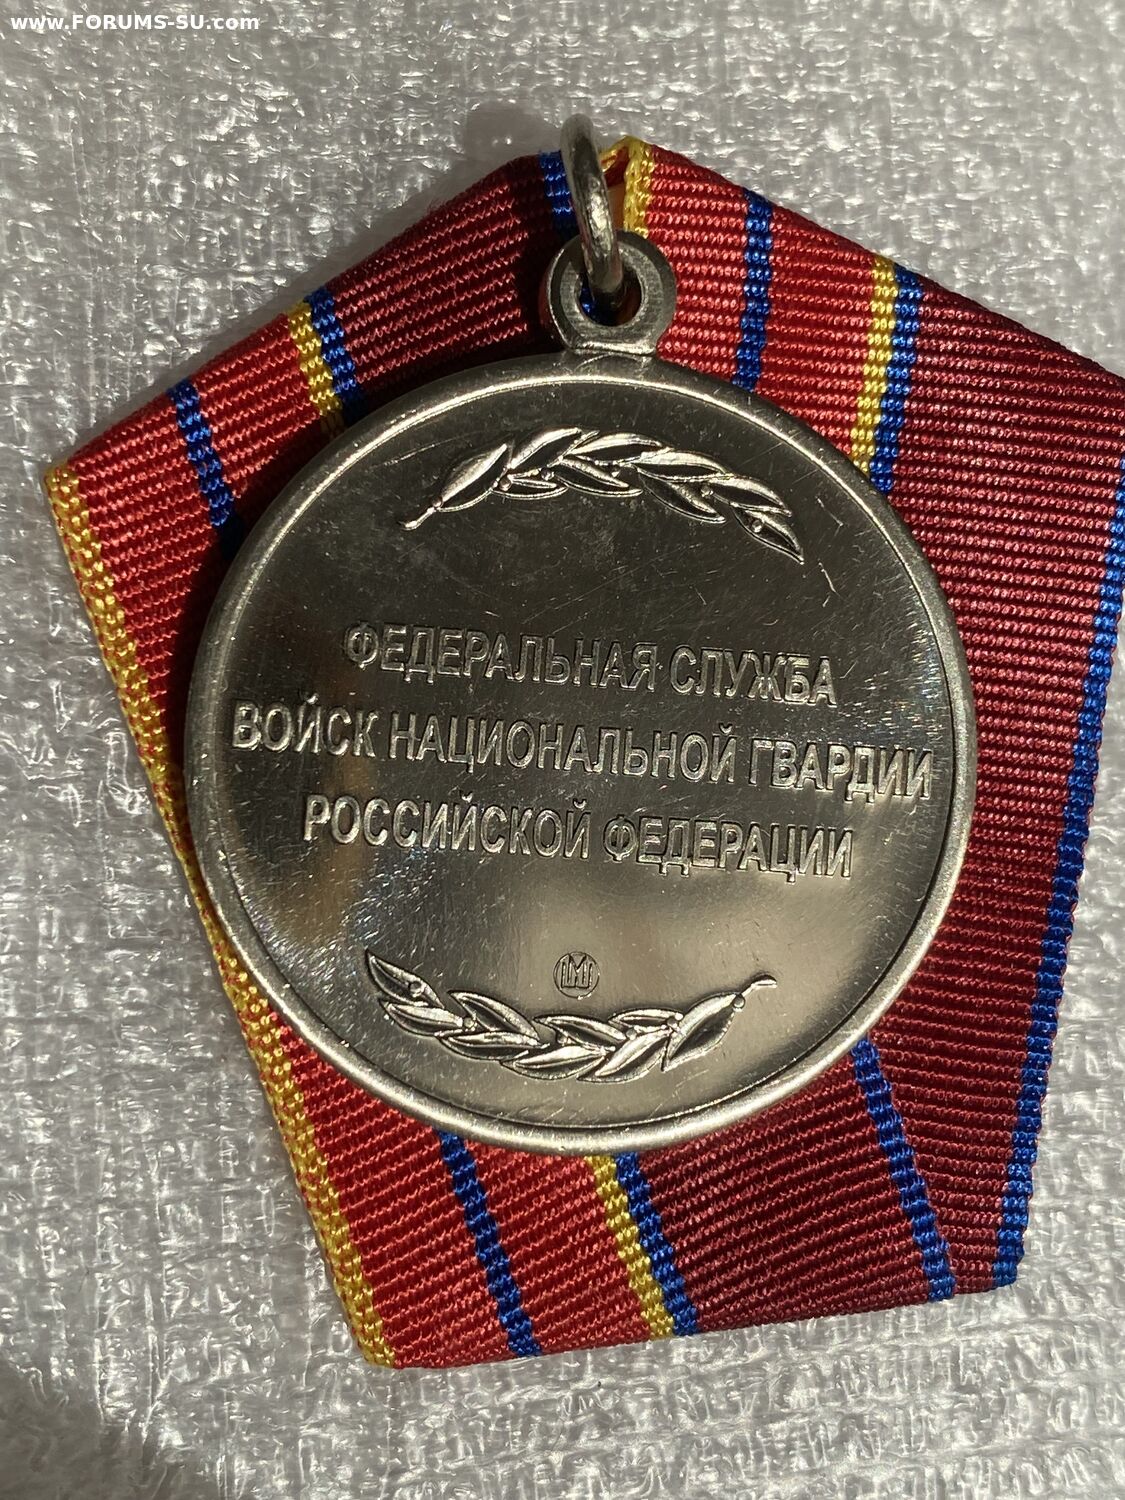 www.FORUMS-SU.com
ФЕДЕРАЛЬНАЯ СЛУЖБА
ВОЙСК НАЦИОНАЛЬНОЙ ГВАРДИИ
РОССИЙСКОЙ ФЕДЕРАЦИИ